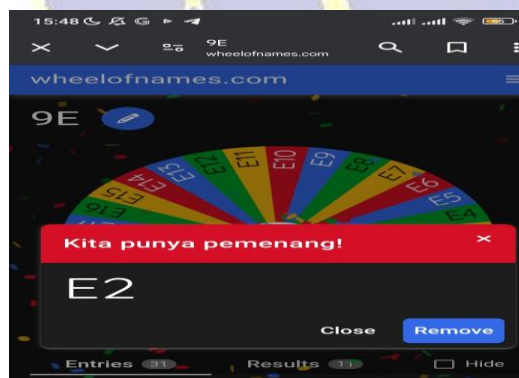 15:48
9E
wheelofnames.com
wheelofnames.com
9E
E16 E15 E14 E13 E12 E11 E10 E9 E8 E7 E6 E5 E4
Kita punya pemenang!
E2
Close Remove
Entries 31 Results 11 Hide